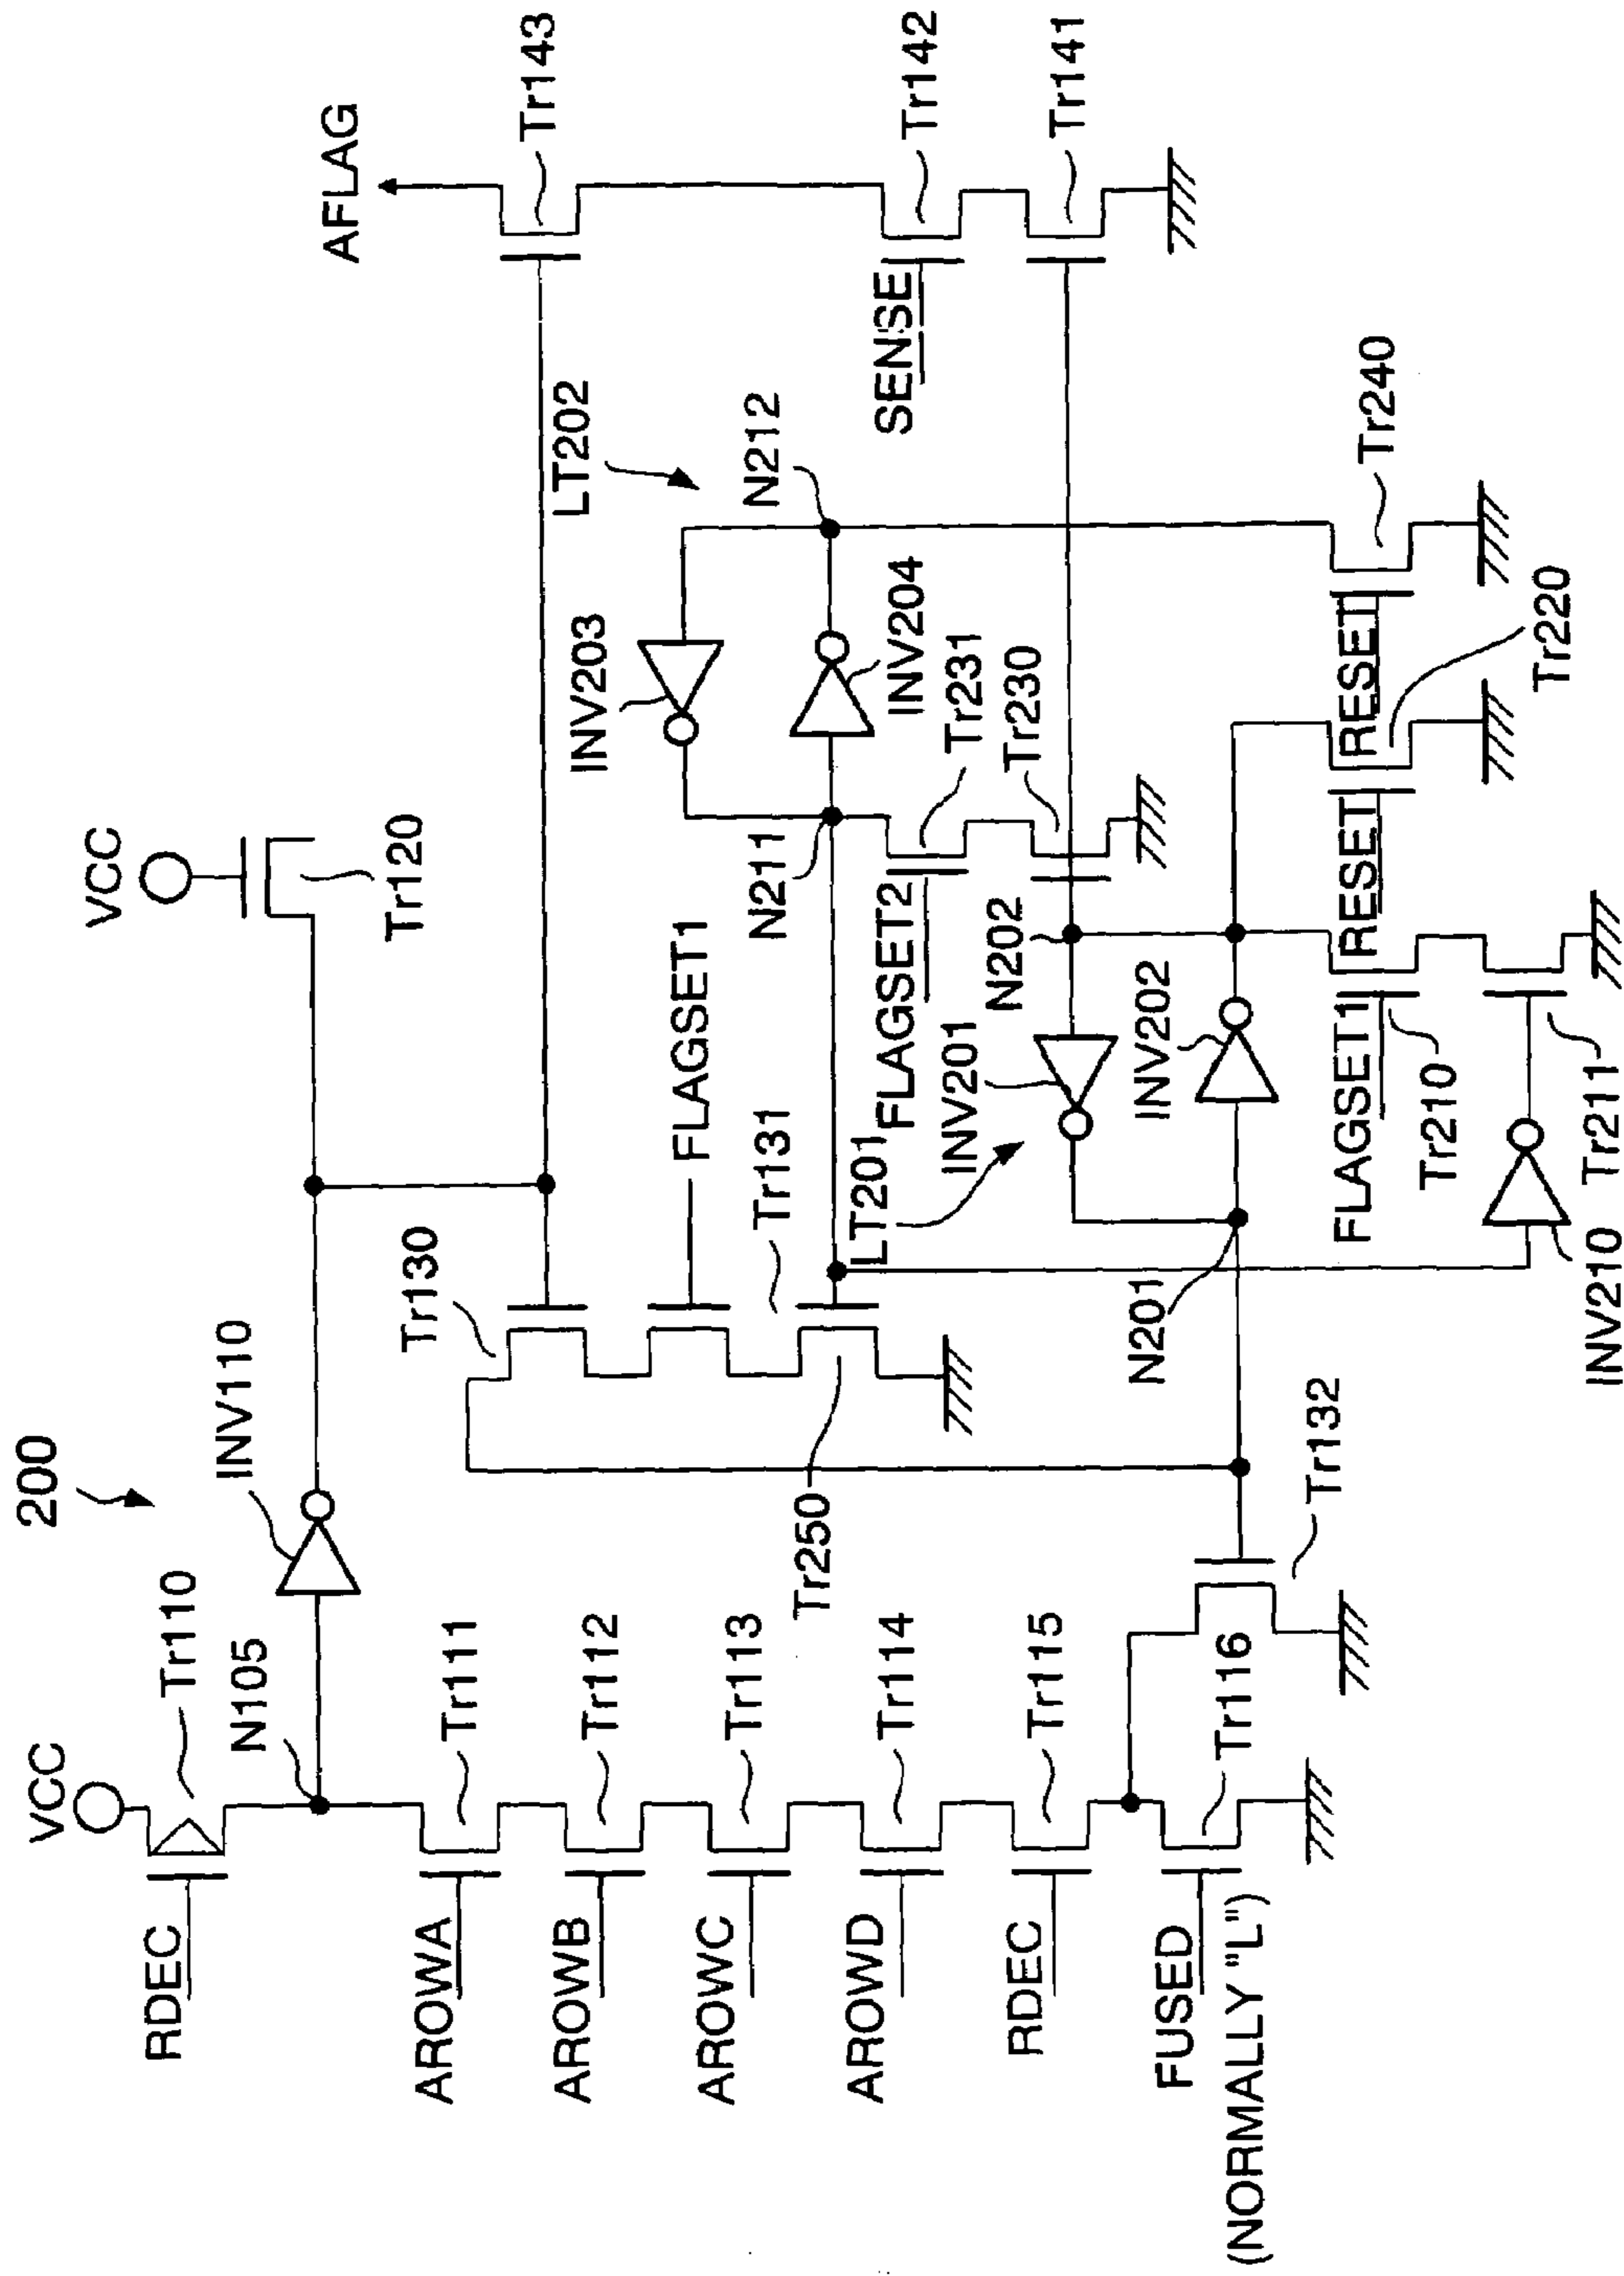 200
VCC
RDEC
Tr110
N105
INV110
VCC
Tr120
AROWA
Tr111
AROWB
Tr112
AROWC
Tr113
AROWD
Tr114
RDEC
Tr115
FUSED
(NORMALLY "L")
Tr116
Tr132
Tr130
FLAGSET1
Tr131
Tr250
LT201
N201
INV201
INV202
N202
FLAGSET2
N211
Tr231
Tr230
INV203
INV204
LT202
N212
FLAGSET1
Tr210
Tr211
INV210
RESET
Tr220
RESET
Tr240
AFLAG
Tr143
SENSE
Tr142
Tr141